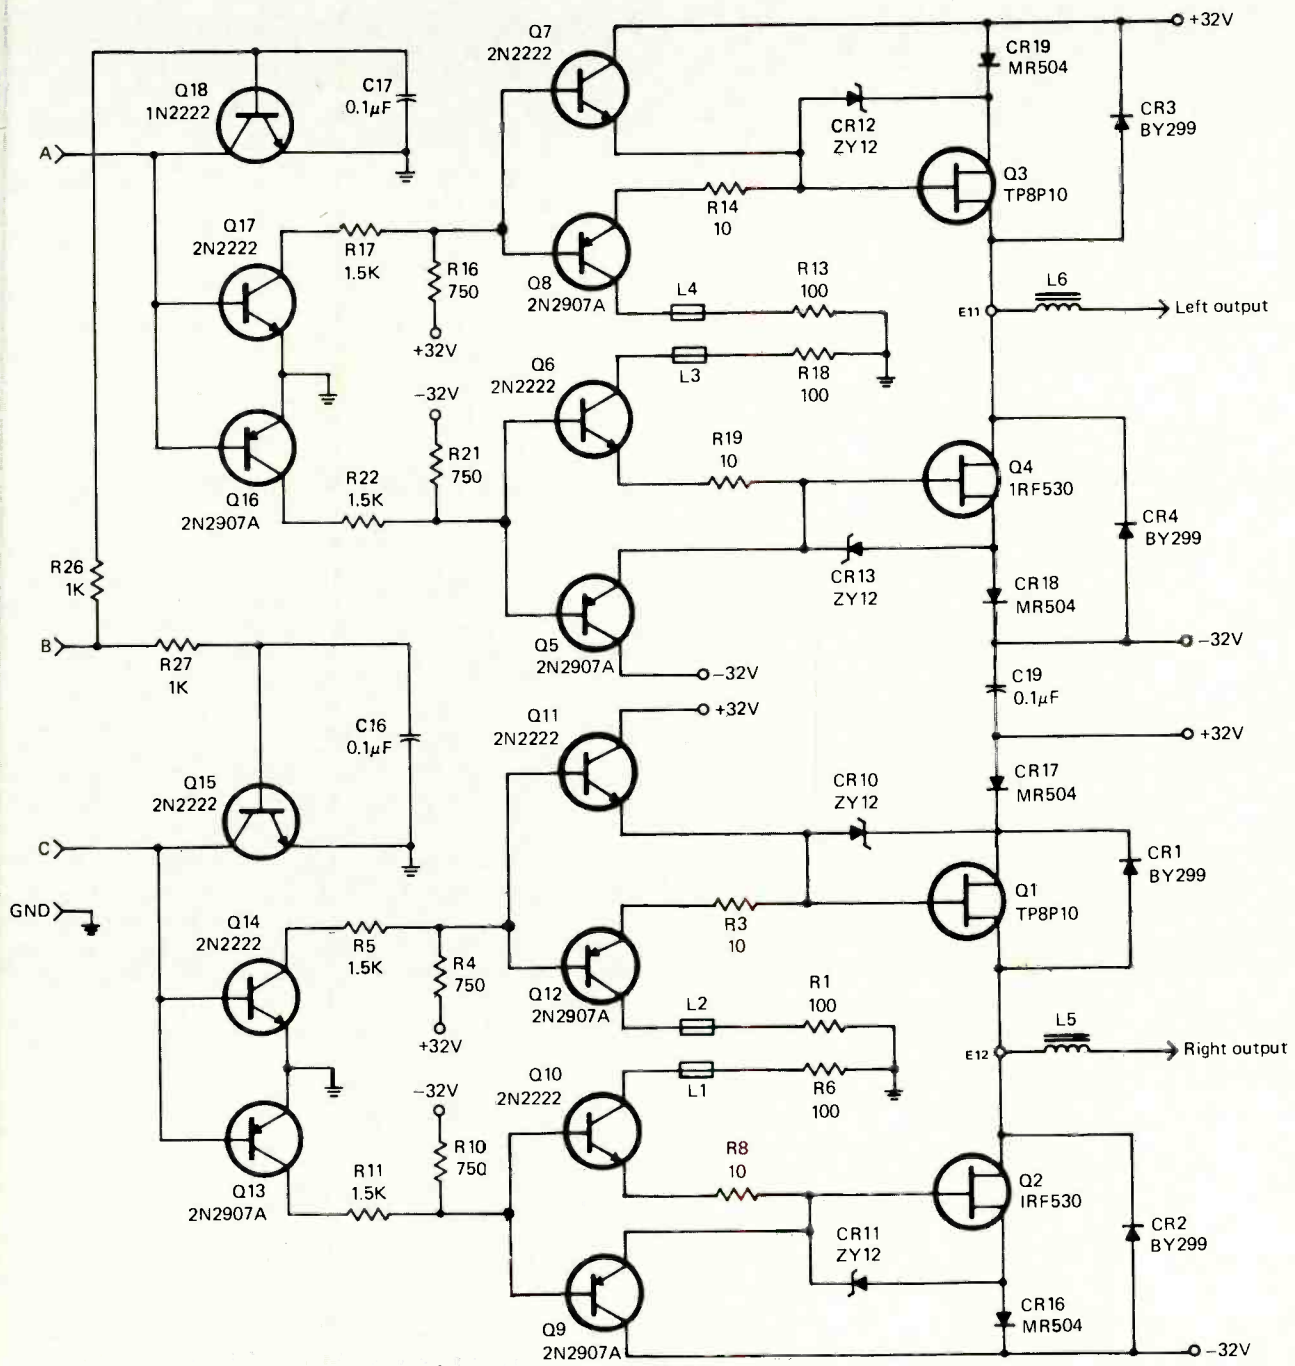 Q7
2N2222
+32V
CR19
MR504
Q18
1N2222
C17
0.1µF
CR12
ZY12
CR3
BY299
A
Q3
TP8P10
R14
10
Q17
2N2222
R17
1.5K
R16
750
+32V
Q8
2N2907A
L4
R13
100
L6
E11
Left output
Q6
2N2222
L3
R18
100
-32V
R21
750
R19
10
Q4
1RF530
Q16
2N2907A
R22
1.5K
CR4
BY299
CR13
ZY12
CR18
MR504
R26
1K
B
R27
1K
Q5
2N2907A
-32V
-32V
C19
0.1µF
+32V
Q11
2N2222
+32V
C16
0.1µF
CR17
MR504
Q15
2N2222
CR10
ZY12
C
CR1
BY299
Q1
TP8P10
GND
Q14
2N2222
R5
1.5K
R4
750
+32V
R3
10
Q12
2N2907A
L2
R1
100
L5
E12
Right output
Q10
2N2222
L1
R6
100
-32V
R10
750
R8
10
Q2
IRF530
Q13
2N2907A
R11
1.5K
CR11
ZY12
CR2
BY299
CR16
MR504
Q9
2N2907A
-32V